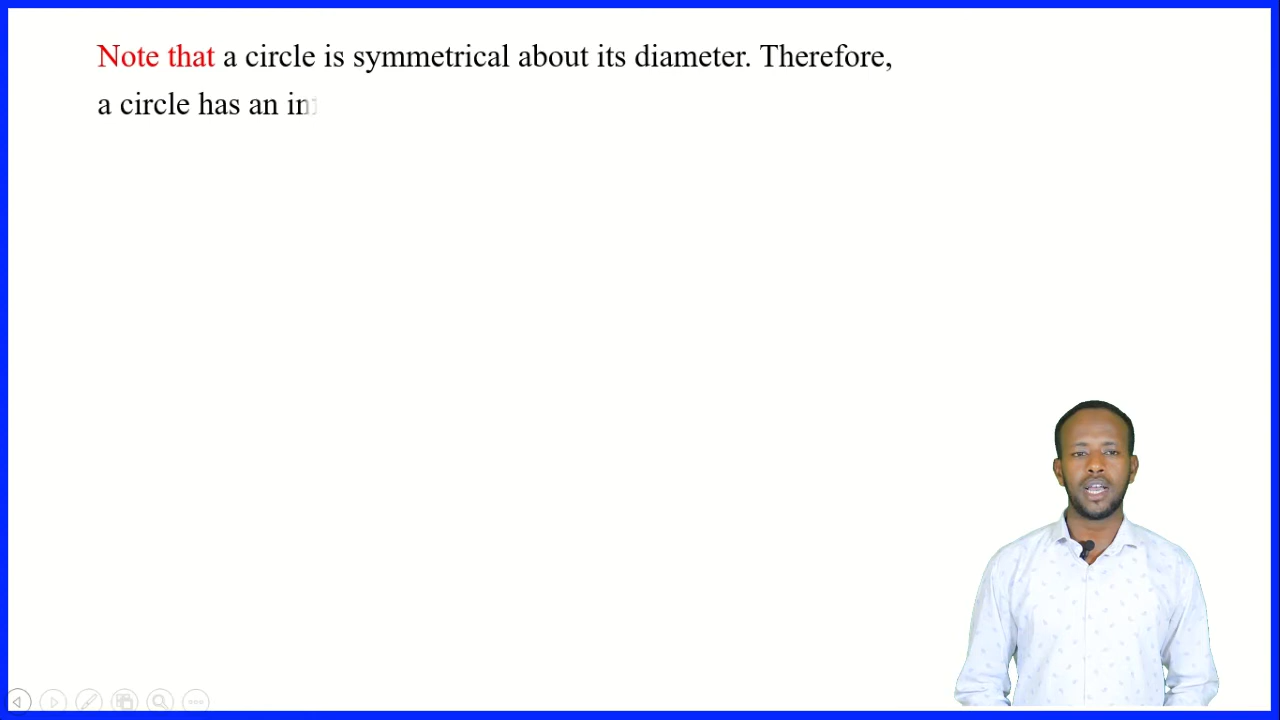 Note that a circle is symmetrical about its diameter. Therefore,
a circle has an